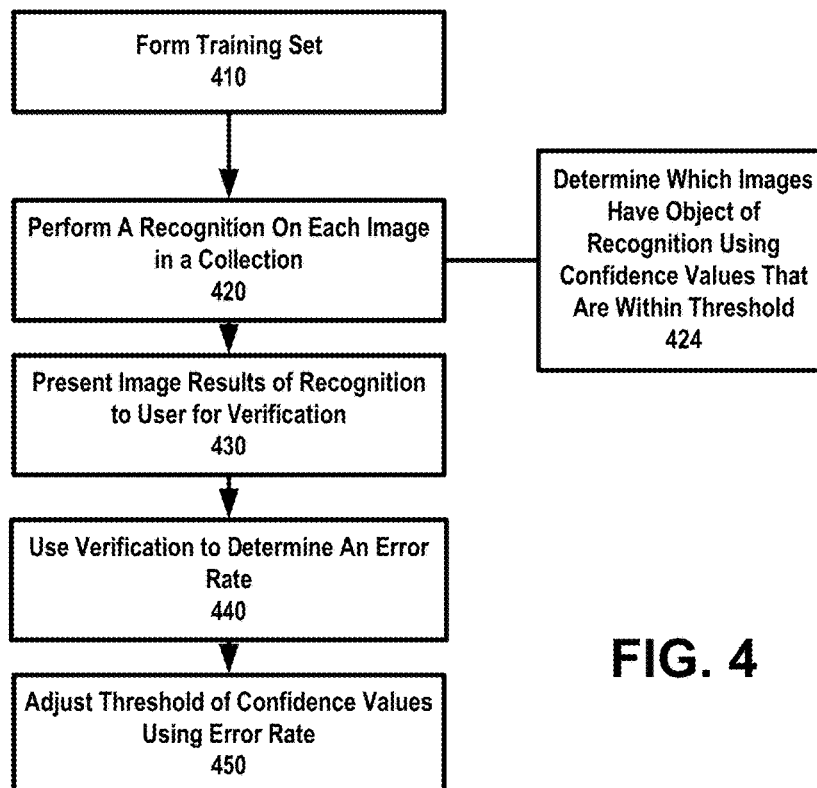 Form Training Set
410
Perform A Recognition On Each Image
in a Collection
420
Determine Which Images
Have Object of
Recognition Using
Confidence Values That
Are Within Threshold
424
Present Image Results of Recognition
to User for Verification
430
Use Verification to Determine An Error
Rate
440
Adjust Threshold of Confidence Values
Using Error Rate
450
FIG. 4